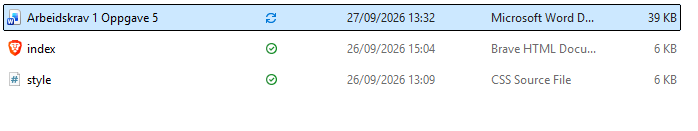 Arbeidskrav 1 Oppgave 5 27/09/2026 13:32 Microsoft Word D... 39 KB
index 26/09/2026 15:04 Brave HTML Docu... 6 KB
style 26/09/2026 13:09 CSS Source File 6 KB